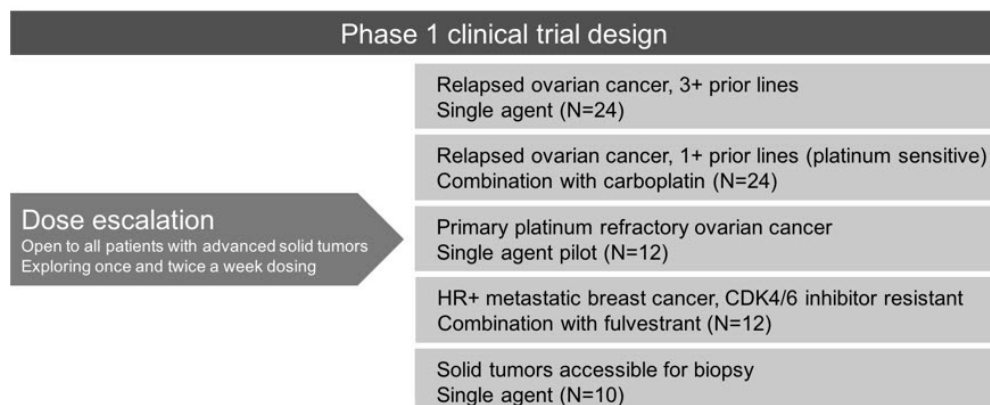 Phase 1 clinical trial design
Dose escalation
Open to all patients with advanced solid tumors
Exploring once and twice a week dosing
Relapsed ovarian cancer, 3+ prior lines
Single agent (N=24)
Relapsed ovarian cancer, 1+ prior lines (platinum sensitive)
Combination with carboplatin (N=24)
Primary platinum refractory ovarian cancer
Single agent pilot (N=12)
HR+ metastatic breast cancer, CDK4/6 inhibitor resistant
Combination with fulvestrant (N=12)
Solid tumors accessible for biopsy
Single agent (N=10)